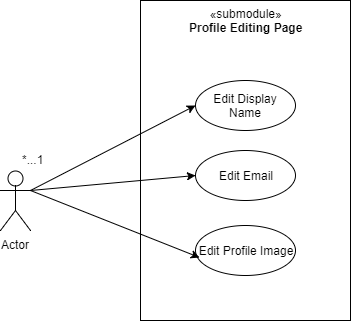 «submodule»
Profile Editing Page
Edit Display
Name
*...1
Edit Email
Actor
Edit Profile Image